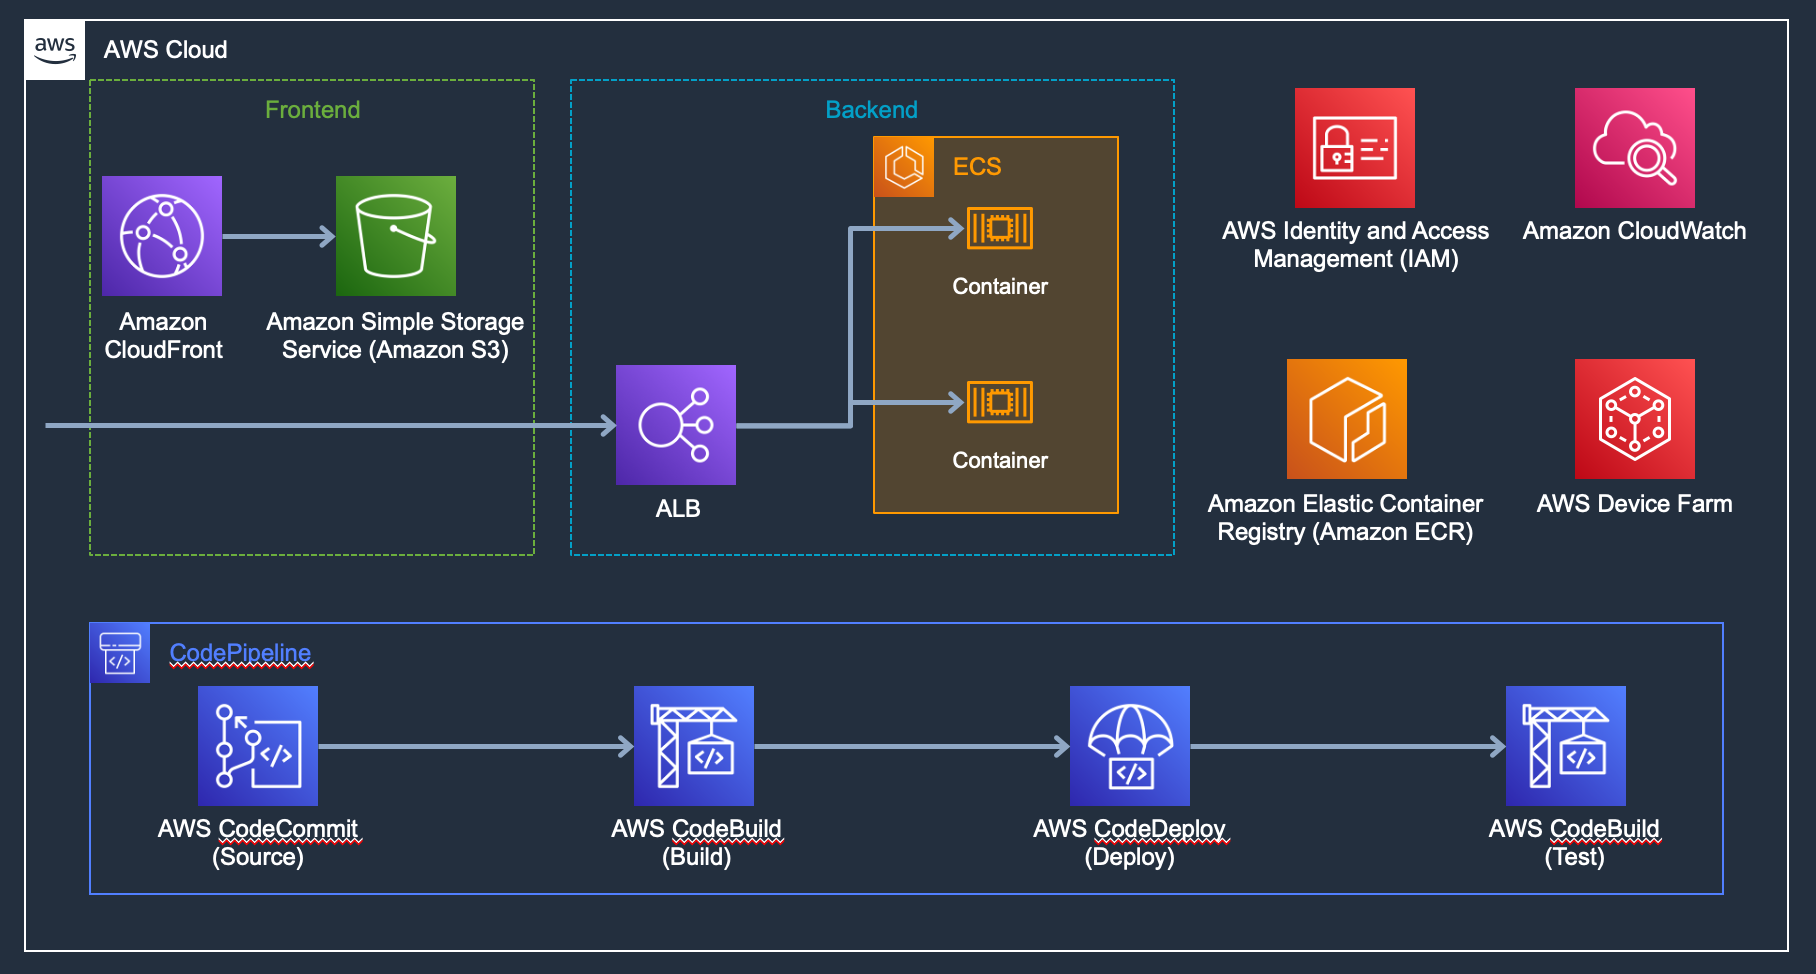 aws
AWS Cloud
Frontend
Amazon
CloudFront
Amazon Simple Storage
Service (Amazon S3)
Backend
ECS
Container
Container
ALB
AWS Identity and Access
Management (IAM)
Amazon CloudWatch
Amazon Elastic Container
Registry (Amazon ECR)
AWS Device Farm
CodePipeline
AWS CodeCommit
(Source)
AWS CodeBuild
(Build)
AWS CodeDeploy
(Deploy)
AWS CodeBuild
(Test)